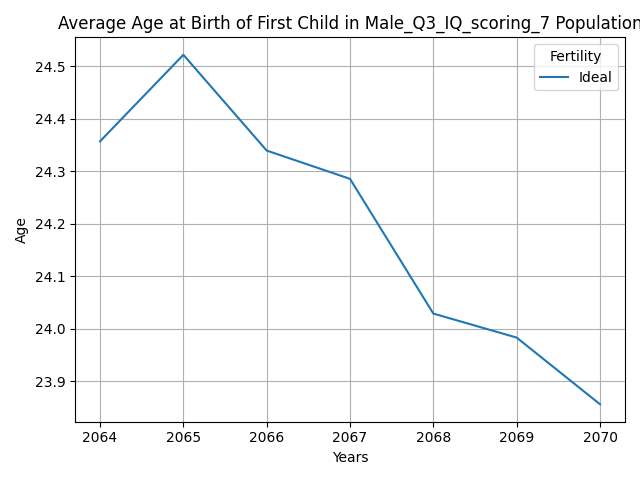 Average Age at Birth of First Child in Male_Q3_IQ_scoring_7 Population
Fertility
Ideal
24.5
24.4
24.3
24.2
24.1
24.0
23.9
Age
2064 2065 2066 2067 2068 2069 2070
Years